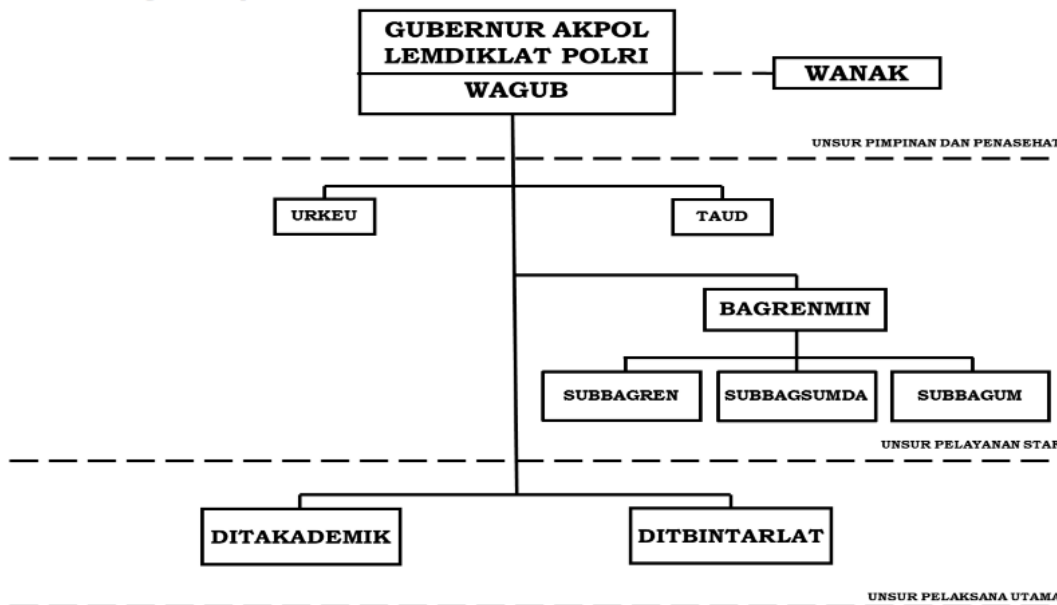 GUBERNUR AKPOL
LEMDIKLAT POLRI
WAGUB
WANAK
UNSUR PIMPINAN DAN PENASEHAT
URKEU
TAUD
BAGRENMIN
SUBBAGREN
SUBBAGSUMDA
SUBBAGUM
UNSUR PELAYANAN STAF
DITAKADEMIK
DITBINTARLAT
UNSUR PELAKSANA UTAMA